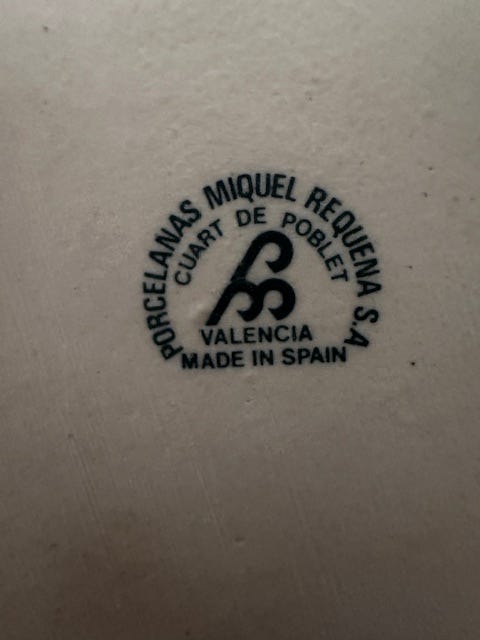 PORCELANAS MIQUEL REQUENA S.A
CUART DE POBLET
VALENCIA
MADE IN SPAIN